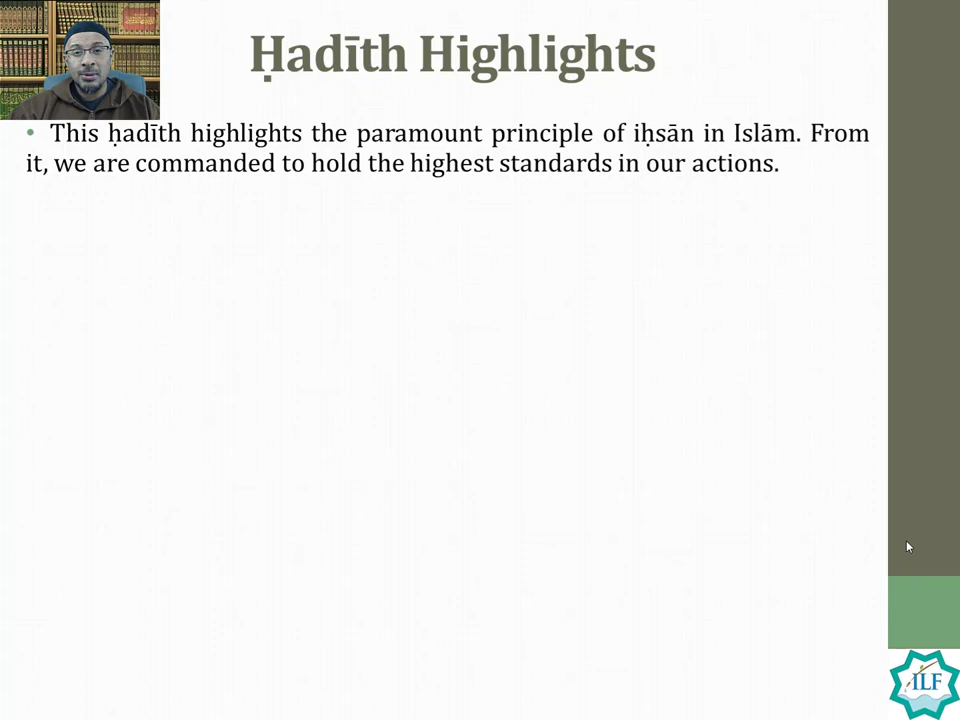 Ḥadīth Highlights
• This ḥadīth highlights the paramount principle of iḥsān in Islām. From
it, we are commanded to hold the highest standards in our actions.
ILF